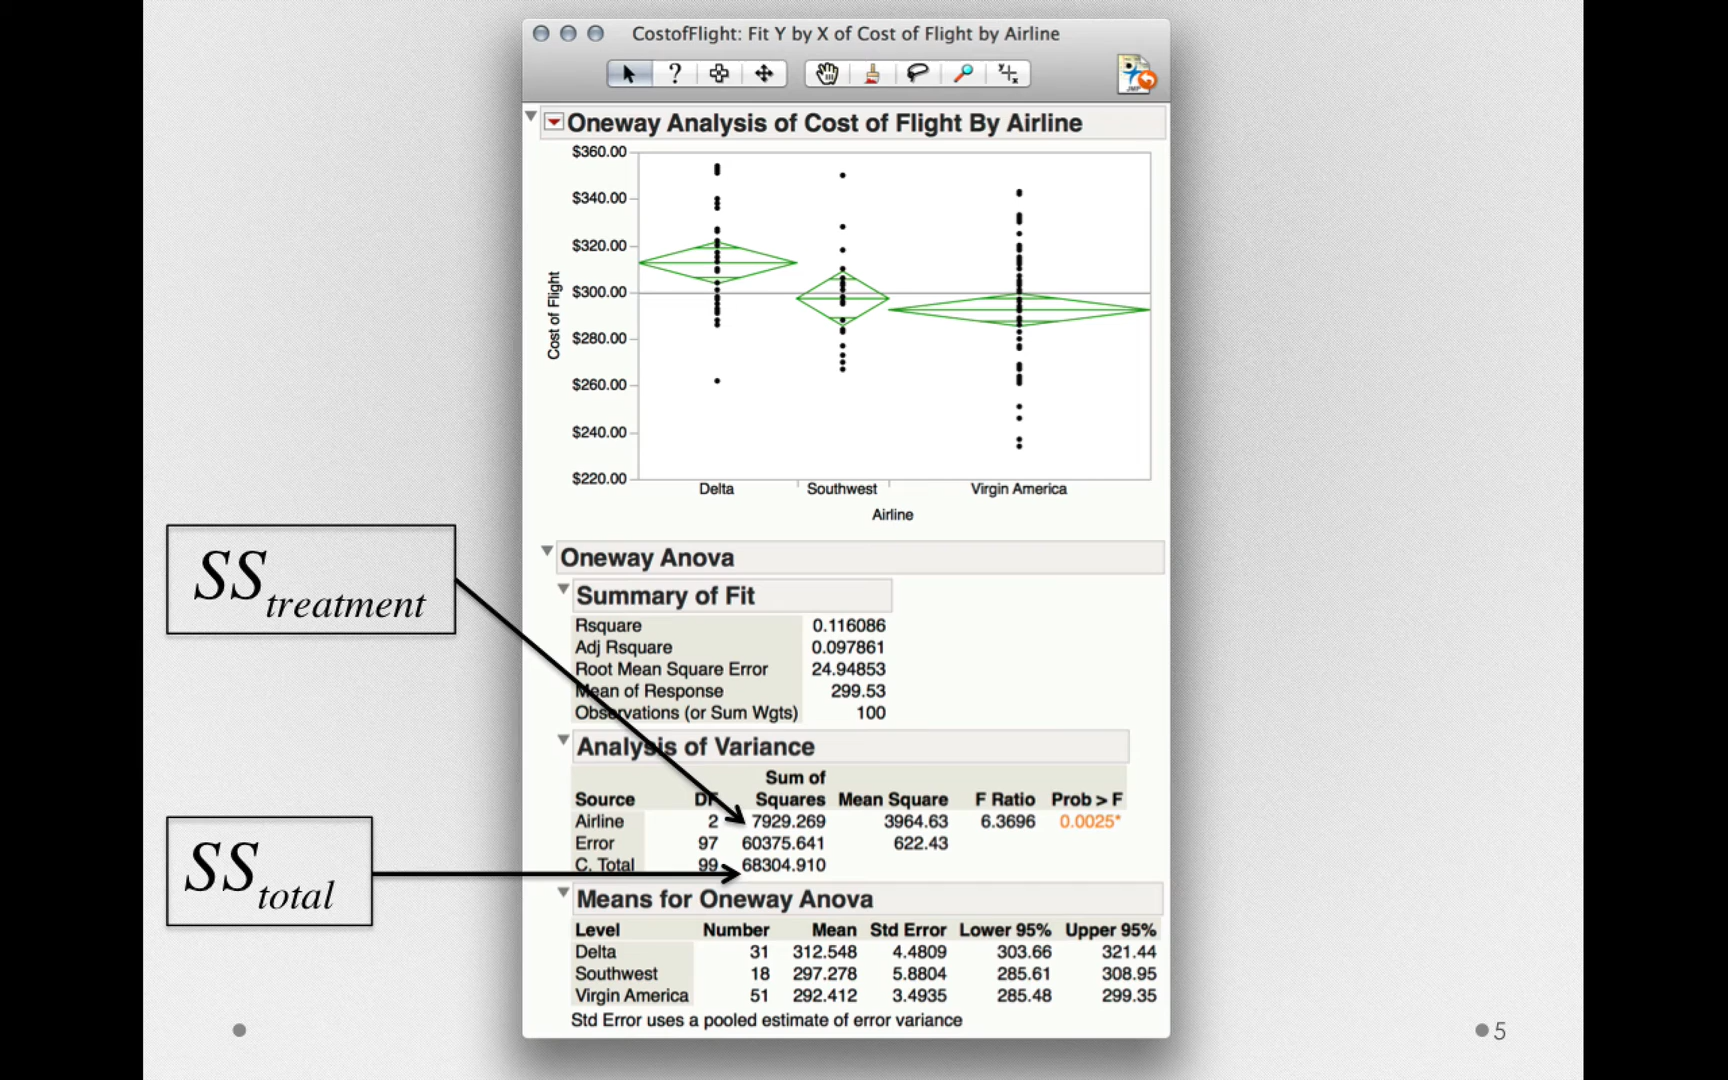 CostofFlight: Fit Y by X of Cost of Flight by Airline
?
JMP
Oneway Analysis of Cost of Flight By Airline
$360.00
$340.00
$320.00
$300.00
$280.00
$260.00
$240.00
$220.00
Cost of Flight
Delta Southwest Virgin America
Airline
SS treatment
SS total
Oneway Anova
Summary of Fit
Rsquare 0.116086
Adj Rsquare 0.097861
Root Mean Square Error 24.94853
Mean of Response 299.53
Observations (or Sum Wgts) 100
Analysis of Variance
Sum of
Source DF Squares Mean Square F Ratio Prob > F
Airline 2 7929.269 3964.63 6.3696 0.0025*
Error 97 60375.641 622.43
C. Total 99 68304.910
Means for Oneway Anova
Level Number Mean Std Error Lower 95% Upper 95%
Delta 31 312.548 4.4809 303.66 321.44
Southwest 18 297.278 5.8804 285.61 308.95
Virgin America 51 292.412 3.4935 285.48 299.35
Std Error uses a pooled estimate of error variance
5